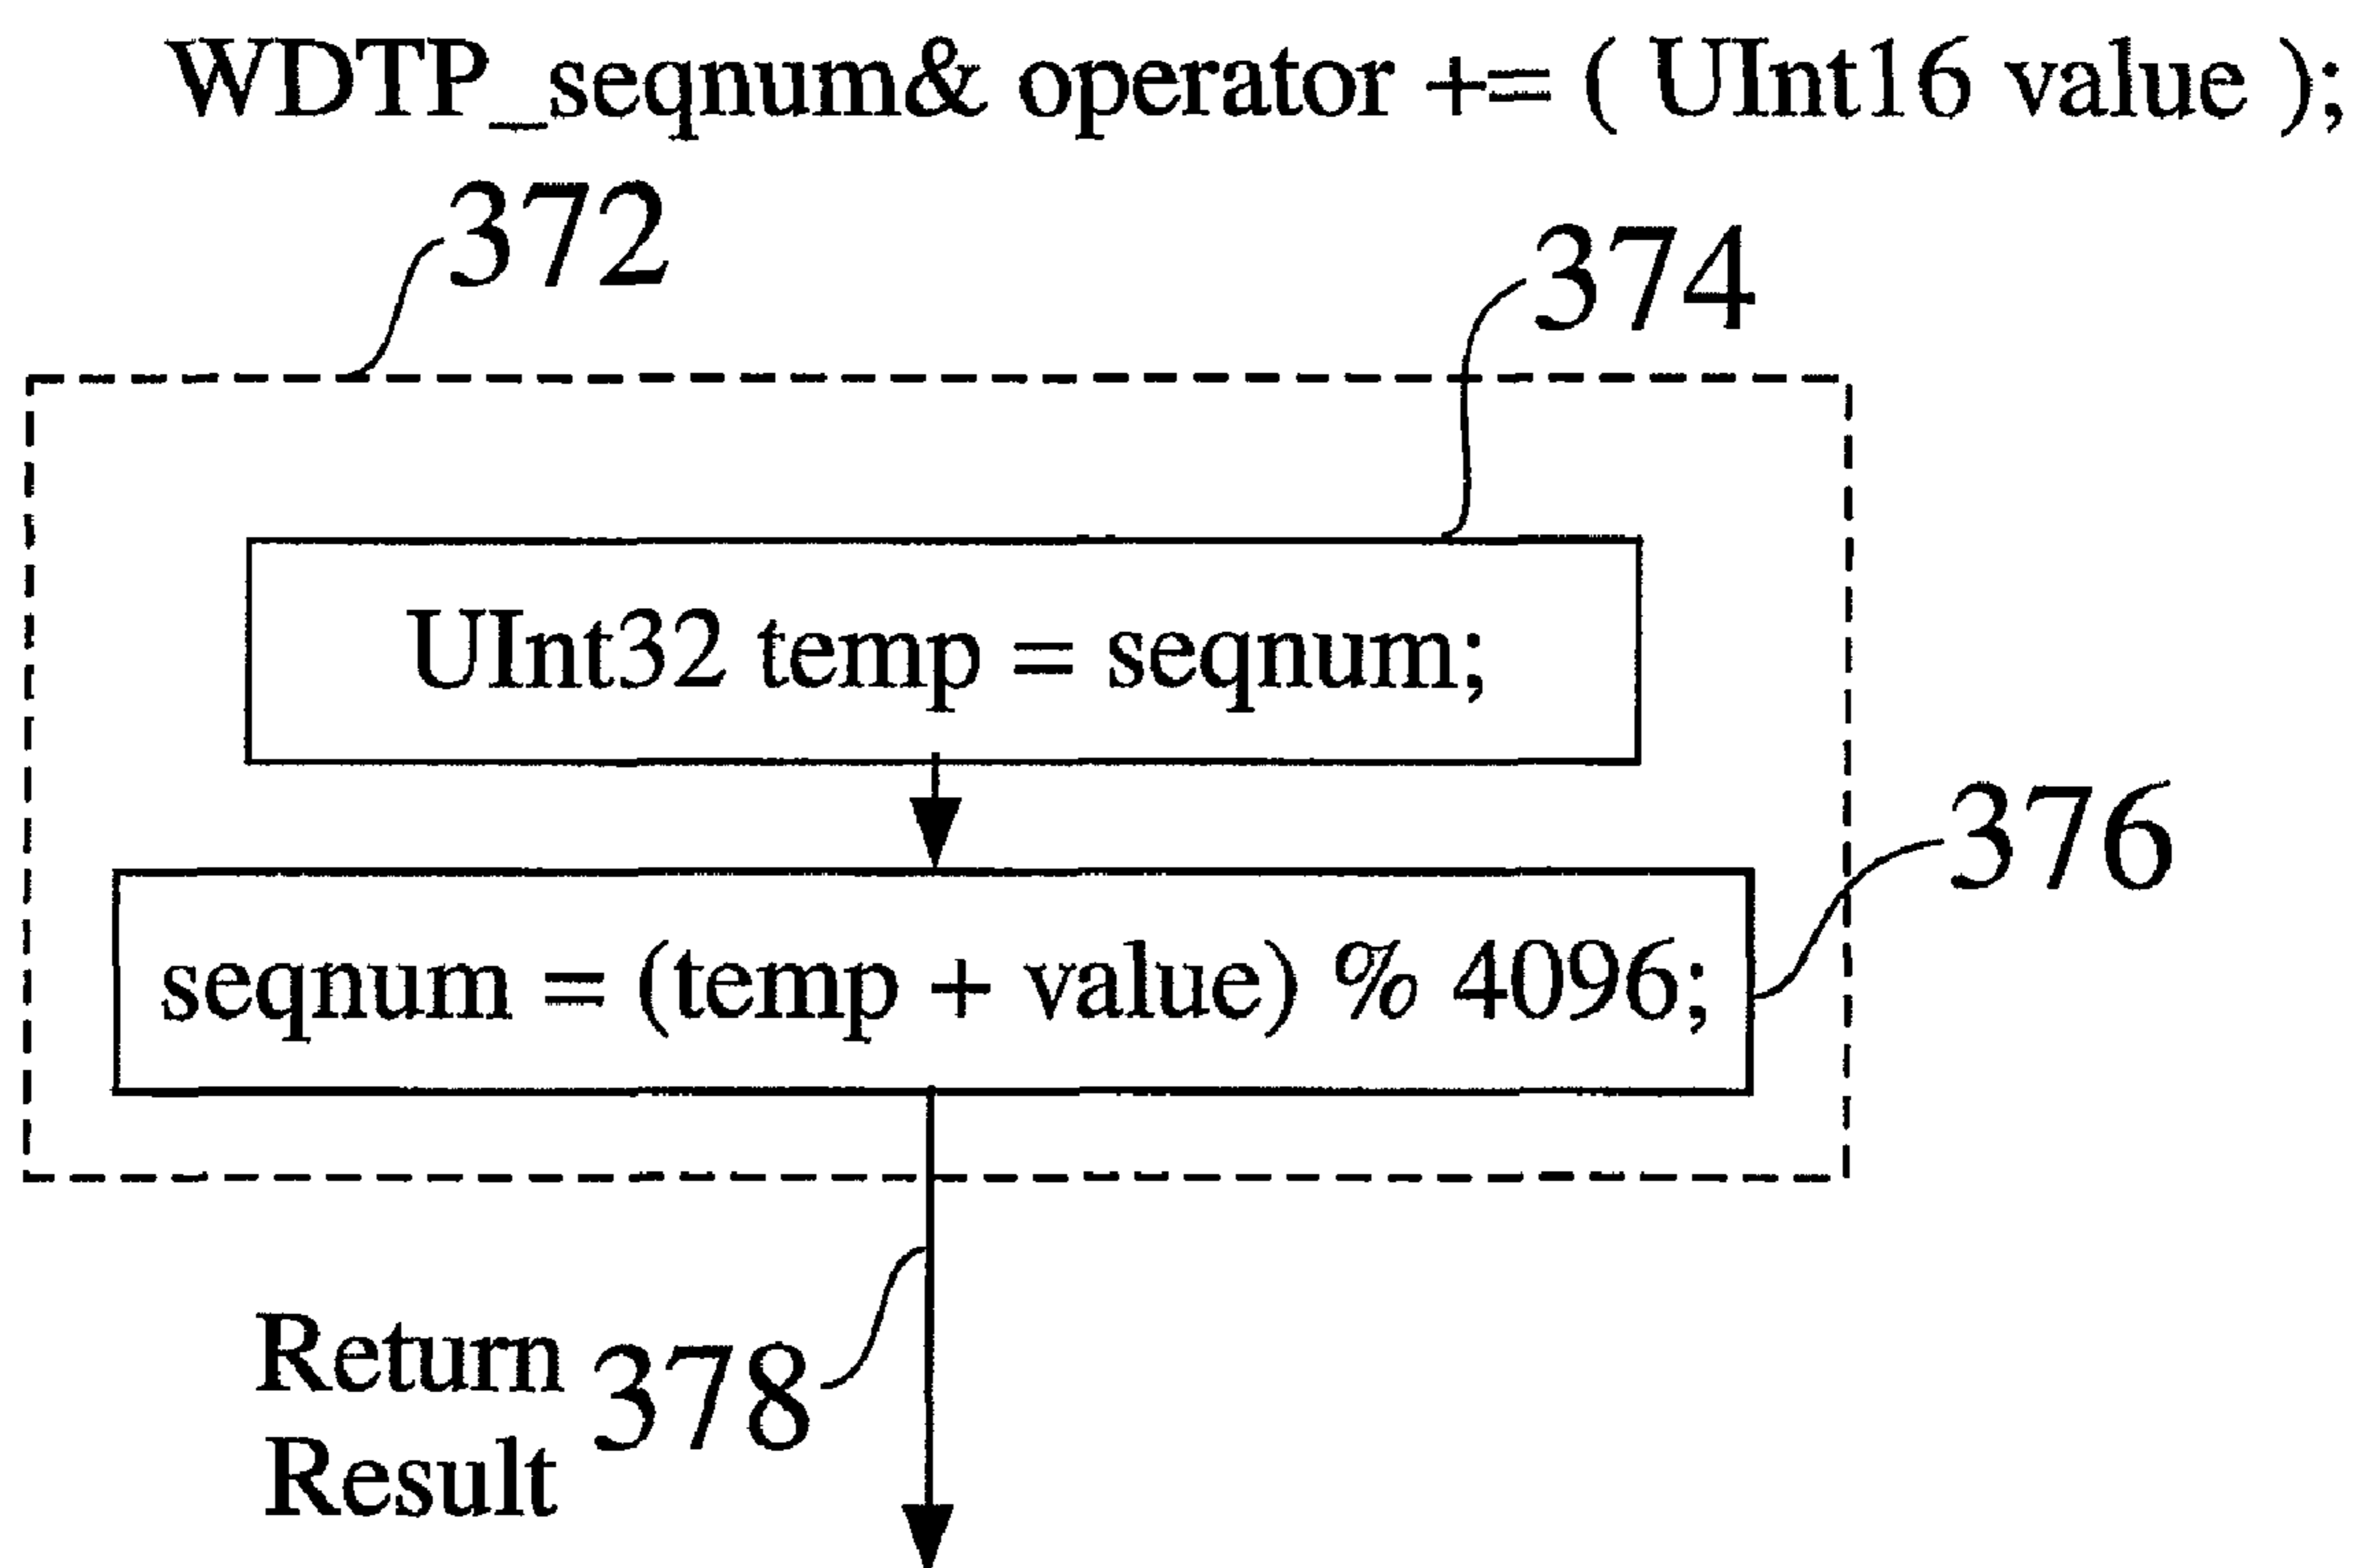 WDTP_seqnum& operator += ( UInt16 value );
372
374
UInt32 temp = seqnum;
376
seqnum = (temp + value) % 4096;
Return
378
Result